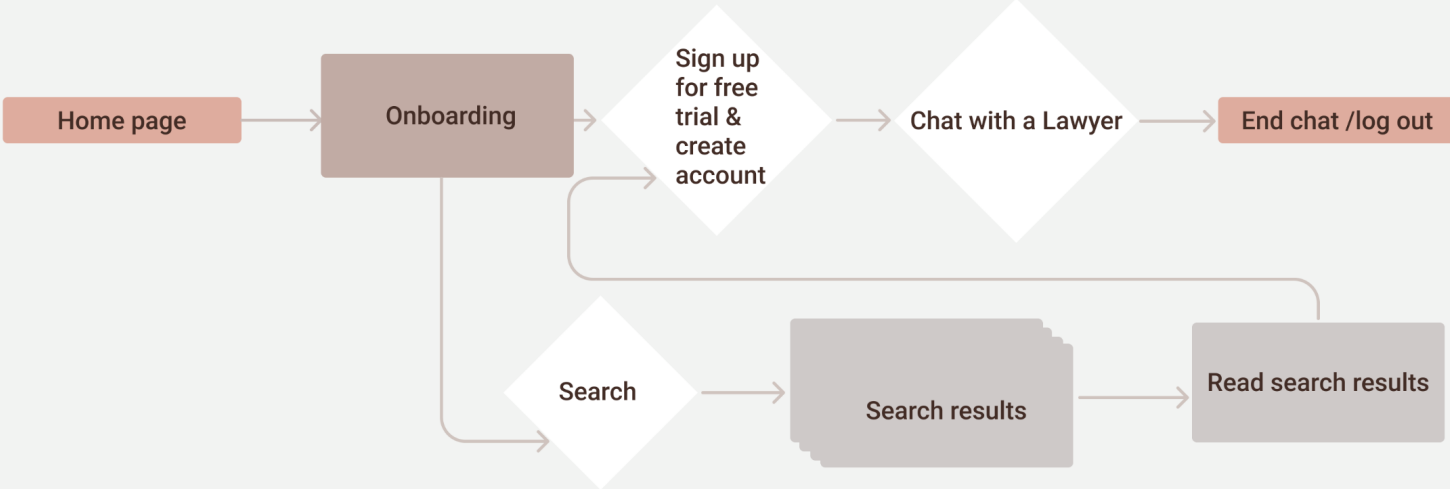 Home page
Onboarding
Sign up
for free
trial &
create
account
Chat with a Lawyer
End chat /log out
Search
Search results
Read search results